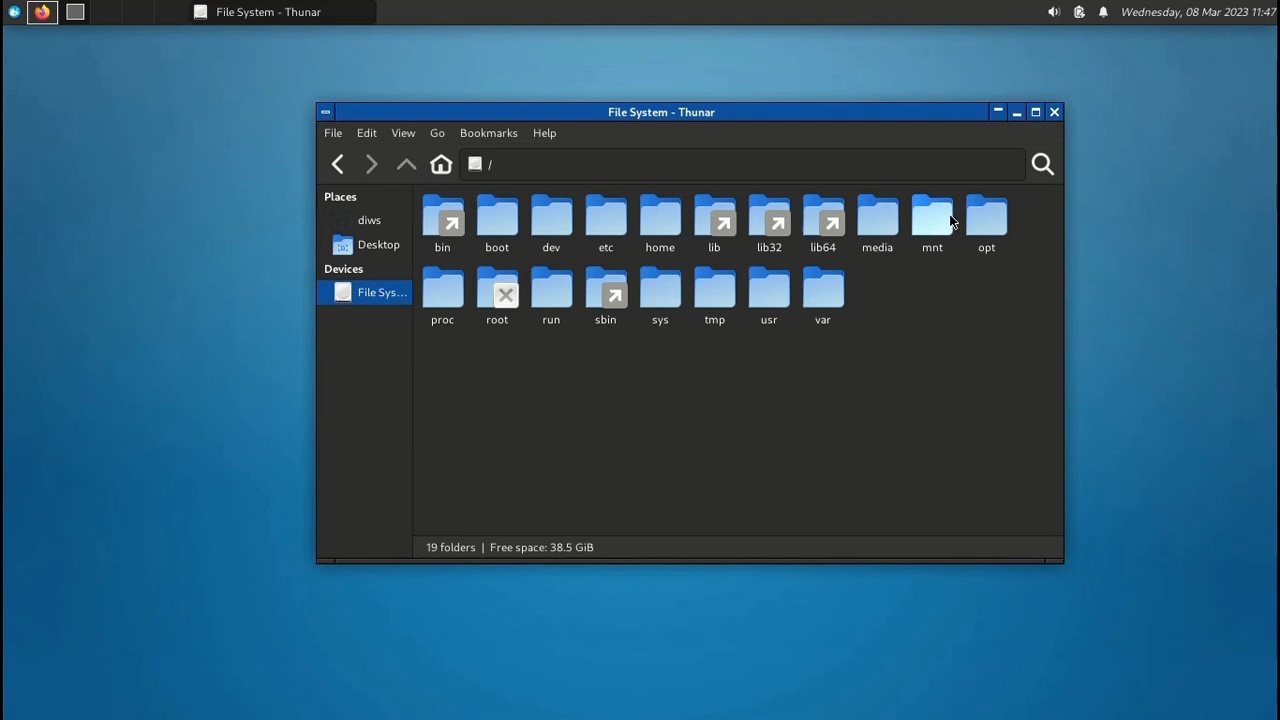 File System - Thunar
Wednesday, 08 Mar 2023 11:47
File System - Thunar
File Edit View Go Bookmarks Help
/
Places
diws
Desktop
Devices
File Sys...
bin boot dev etc home lib lib32 lib64 media mnt opt
proc root run sbin sys tmp usr var
19 folders | Free space: 38.5 GiB